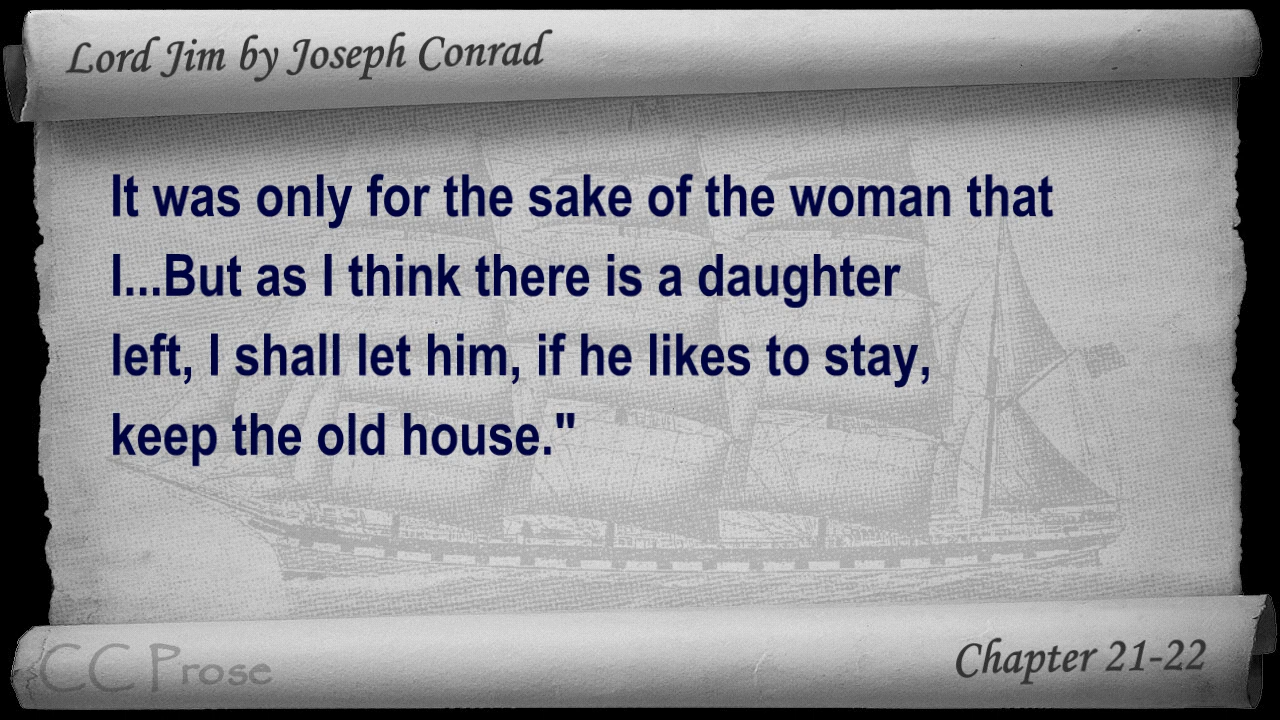 Lord Jim by Joseph Conrad
It was only for the sake of the woman that
I...But as I think there is a daughter
left, I shall let him, if he likes to stay,
keep the old house."
CC Prose
Chapter 21-22